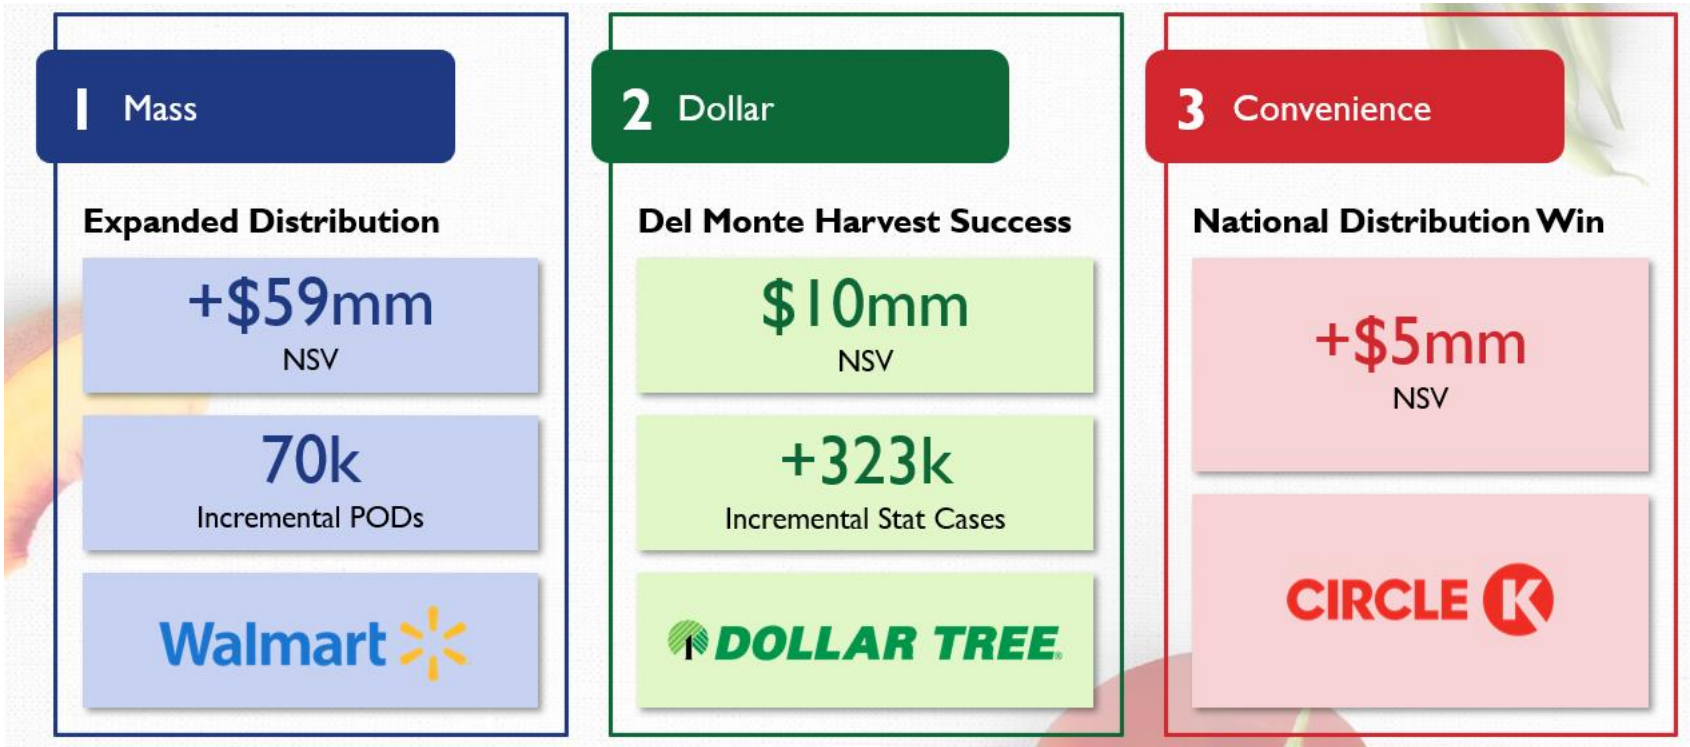 1 Mass
Expanded Distribution
+$59mm
NSV
70k
Incremental PODs
Walmart
2 Dollar
Del Monte Harvest Success
$10mm
NSV
+323k
Incremental Stat Cases
DOLLAR TREE®
3 Convenience
National Distribution Win
+$5mm
NSV
CIRCLE K